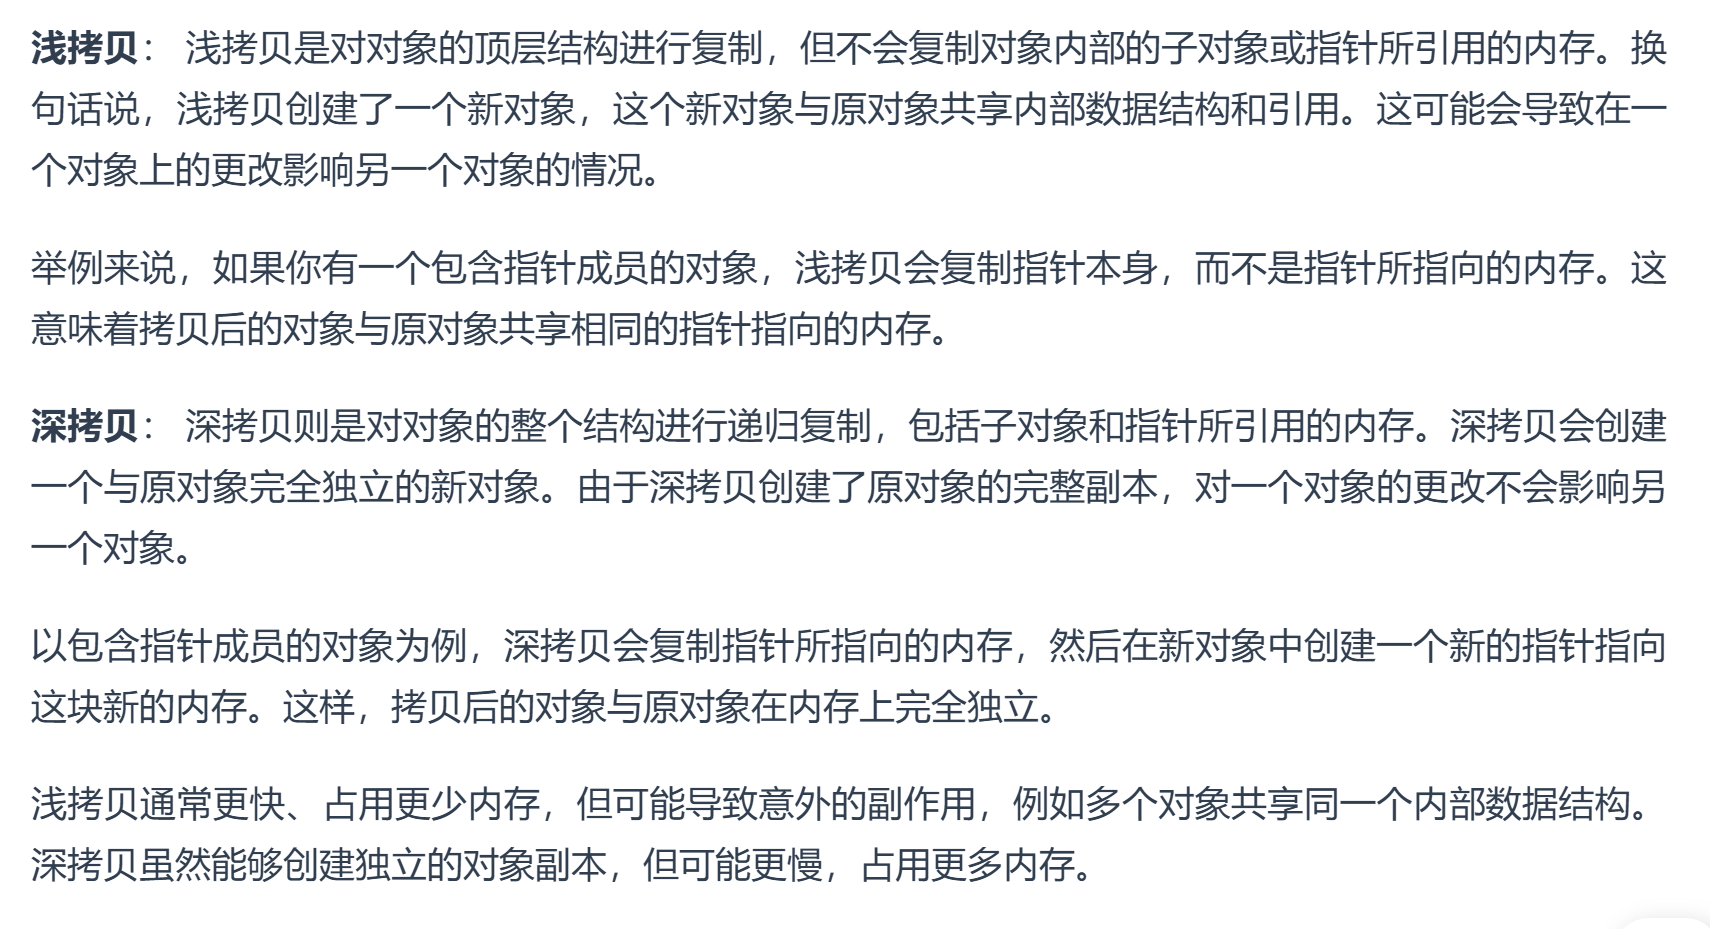 浅拷贝： 浅拷贝是对对象的顶层结构进行复制，但不会复制对象内部的子对象或指针所引用的内存。换
句话说，浅拷贝创建了一个新对象，这个新对象与原对象共享内部数据结构和引用。这可能会导致在一
个对象上的更改影响另一个对象的情况。
举例来说，如果你有一个包含指针成员的对象，浅拷贝会复制指针本身，而不是指针所指向的内存。这
意味着拷贝后的对象与原对象共享相同的指针指向的内存。
深拷贝： 深拷贝则是对对象的整个结构进行递归复制，包括子对象和指针所引用的内存。深拷贝会创建
一个与原对象完全独立的新对象。由于深拷贝创建了原对象的完整副本，对一个对象的更改不会影响另
一个对象。
以包含指针成员的对象为例，深拷贝会复制指针所指向的内存，然后在新对象中创建一个新的指针指向
这块新的内存。这样，拷贝后的对象与原对象在内存上完全独立。
浅拷贝通常更快、占用更少内存，但可能导致意外的副作用，例如多个对象共享同一个内部数据结构。
深拷贝虽然能够创建独立的对象副本，但可能更慢，占用更多内存。